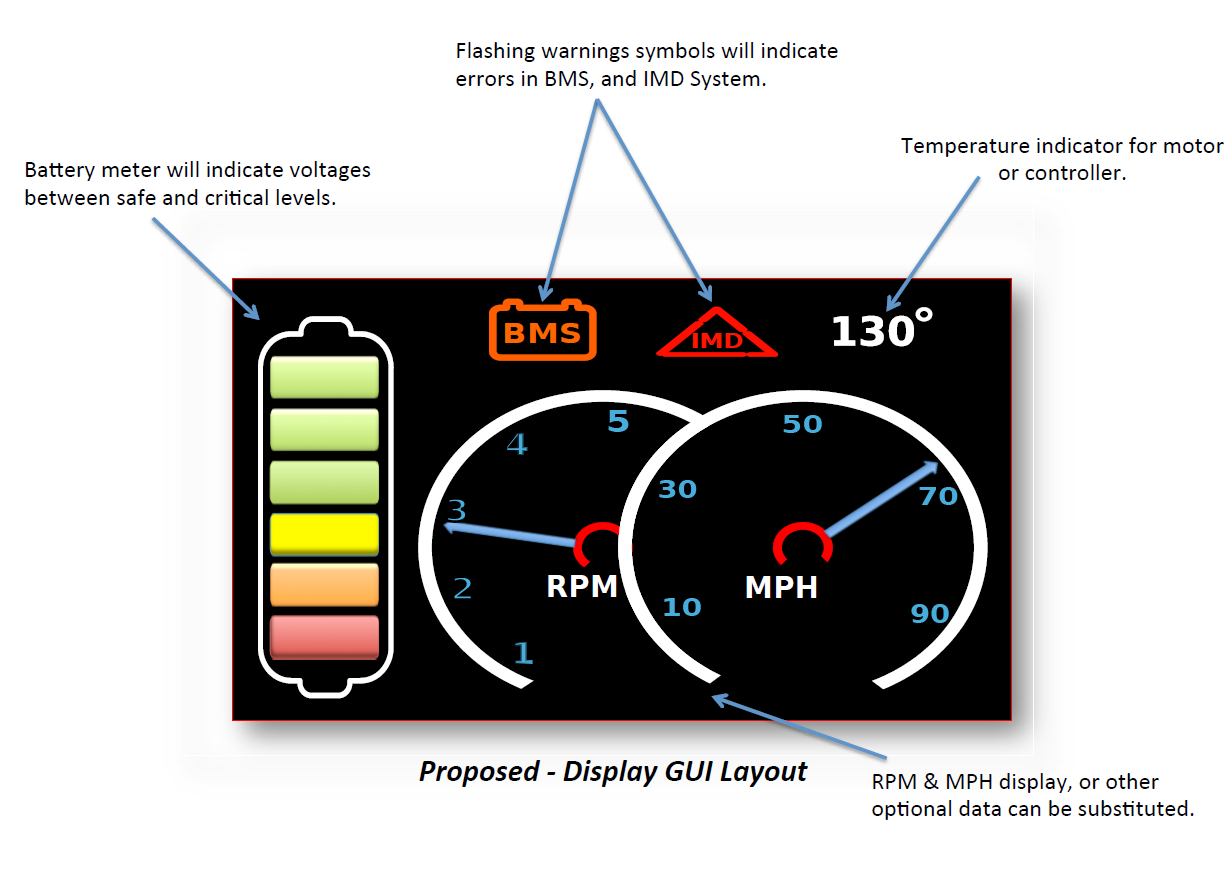 Flashing warnings symbols will indicate
errors in BMS, and IMD System.
Temperature indicator for motor
or controller.
Battery meter will indicate voltages
between safe and critical levels.
BMS
IMD
130°
5
4
3
2
1
RPM
50
30
70
10
90
MPH
Proposed - Display GUI Layout
RPM & MPH display, or other
optional data can be substituted.